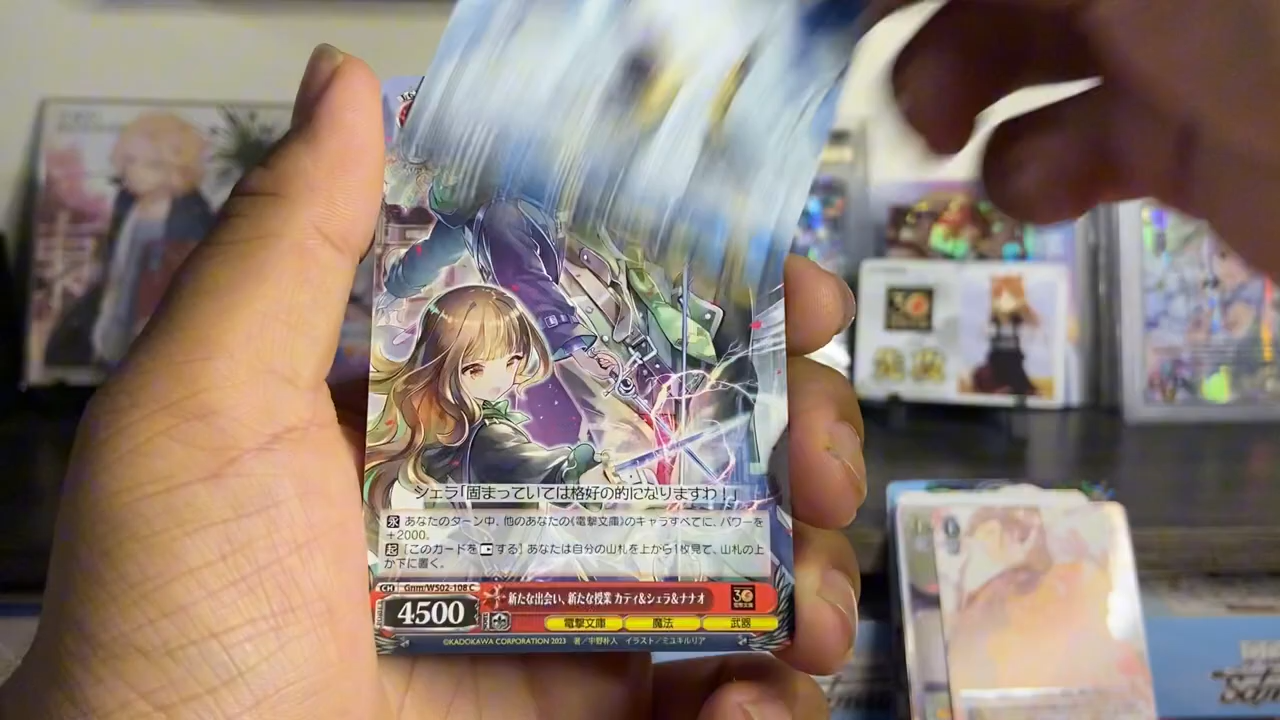 シェラ「固まっていては格好の的になりますわ！」
永 あなたのターン中、他のあなたの《電撃文庫》のキャラすべてに、パワーを
+2000。
起 [このカードを する] あなたは自分の山札を上から1枚見て、山札の上
か下に置く。
CH Gnm/WS02-108 C
新たな出会い、新たな授業 カティ&シェラ&ナナオ
30
電撃文庫
4500
電撃文庫 魔法 武器
©KADOKAWA CORPORATION 2023 著／宇野朴人 イラスト／ミユキルリア